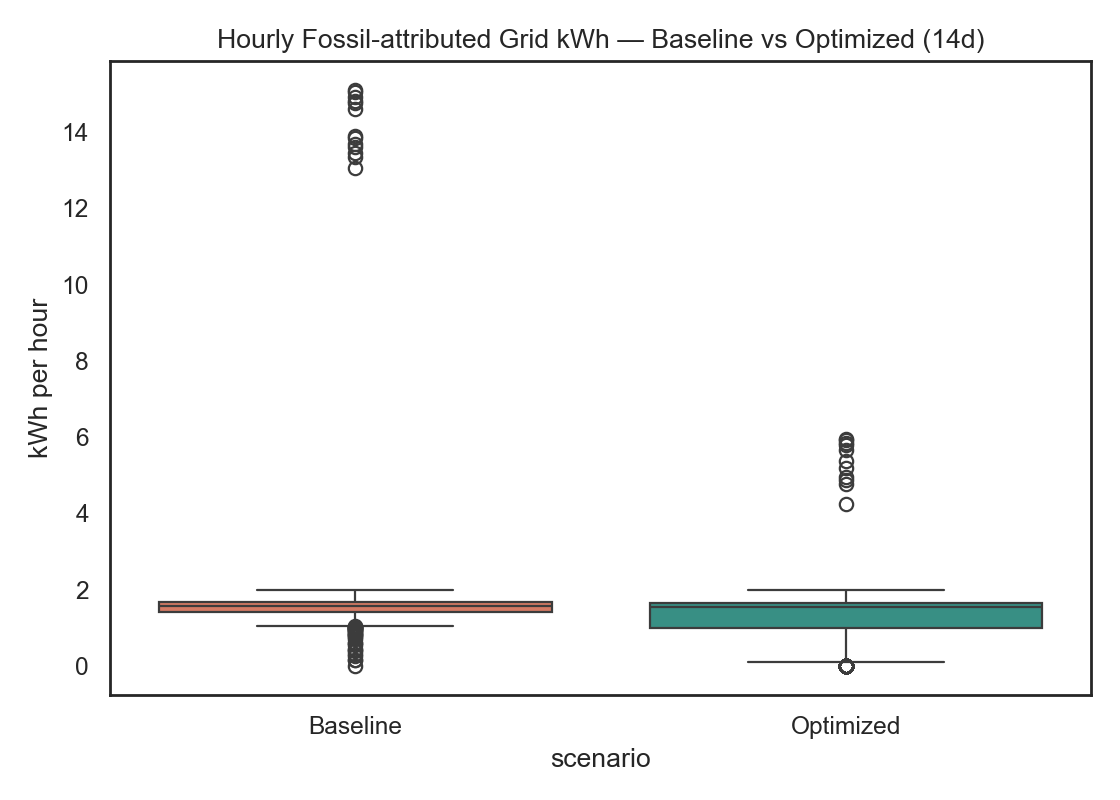 Hourly Fossil-attributed Grid kWh — Baseline vs Optimized (14d)
kWh per hour
14
12
10
8
6
4
2
0
Baseline
Optimized
scenario